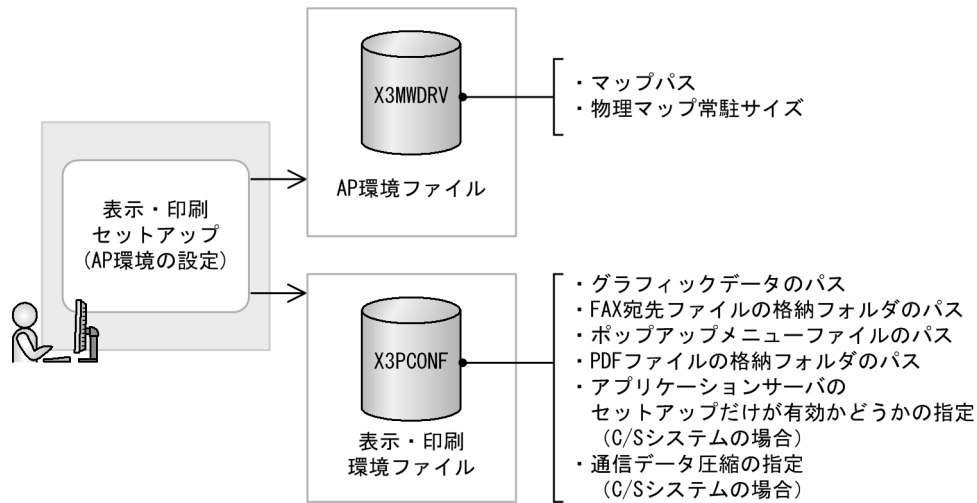 表示・印刷
セットアップ
(AP環境の設定)
X3MWDRV
AP環境ファイル
・マップパス
・物理マップ常駐サイズ
X3PCONF
表示・印刷
環境ファイル
・グラフィックデータのパス
・FAX宛先ファイルの格納フォルダのパス
・ポップアップメニューファイルのパス
・PDFファイルの格納フォルダのパス
・アプリケーションサーバの
セットアップだけが有効かどうかの指定
(C/Sシステムの場合)
・通信データ圧縮の指定
(C/Sシステムの場合)